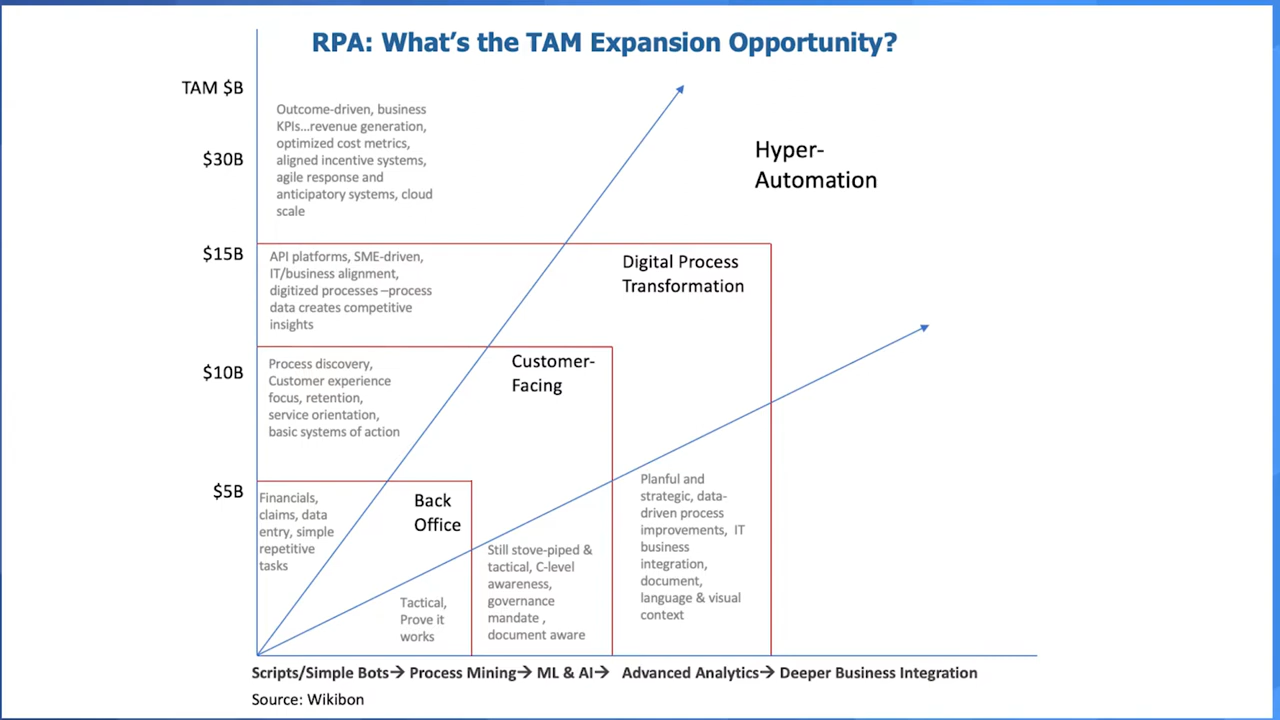 RPA: What's the TAM Expansion Opportunity?
TAM $B
$30B
$15B
$10B
$5B
Outcome-driven, business
KPIs…revenue generation,
optimized cost metrics,
aligned incentive systems,
agile response and
anticipatory systems, cloud
scale
Hyper-
Automation
API platforms, SME-driven,
IT/business alignment,
digitized processes –process
data creates competitive
insights
Digital Process
Transformation
Process discovery,
Customer experience
focus, retention,
service orientation,
basic systems of action
Customer-
Facing
Financials,
claims, data
entry, simple
repetitive
tasks
Back
Office
Tactical,
Prove it
works
Still stove-piped &
tactical, C-level
awareness,
governance
mandate ,
document aware
Planful and
strategic, data-
driven process
improvements, IT
business
integration,
document,
language & visual
context
Scripts/Simple Bots→ Process Mining→ ML & AI→ Advanced Analytics→ Deeper Business Integration
Source: Wikibon